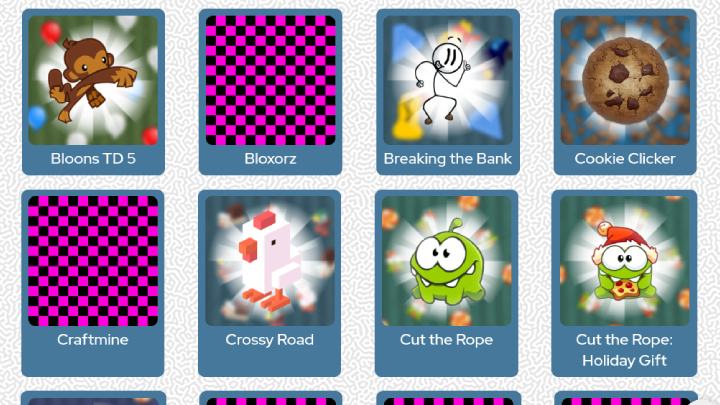 Bloons TD 5
Bloxorz
Breaking the Bank
Cookie Clicker
Craftmine
Crossy Road
Cut the Rope
Cut the Rope:
Holiday Gift